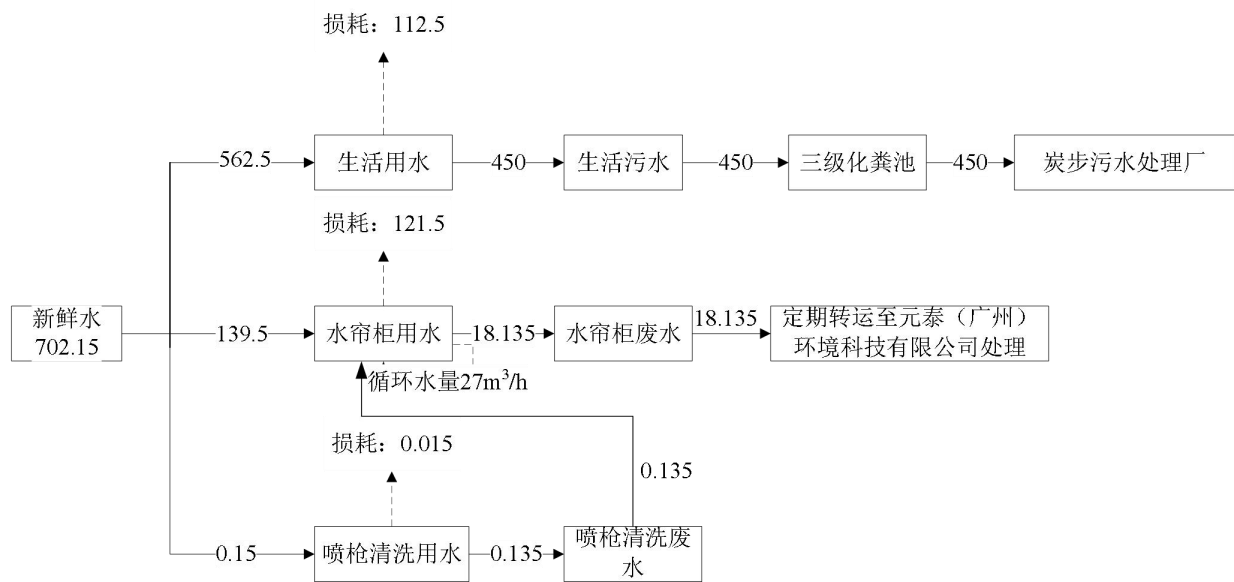 损耗：112.5
562.5
生活用水
450
生活污水
450
三级化粪池
450
炭步污水处理厂
损耗：121.5
新鲜水
702.15
139.5
水帘柜用水
18.135
水帘柜废水
18.135
定期转运至元泰（广州）
环境科技有限公司处理
循环水量27m³/h
损耗：0.015
0.135
0.15
喷枪清洗用水
0.135
喷枪清洗废
水